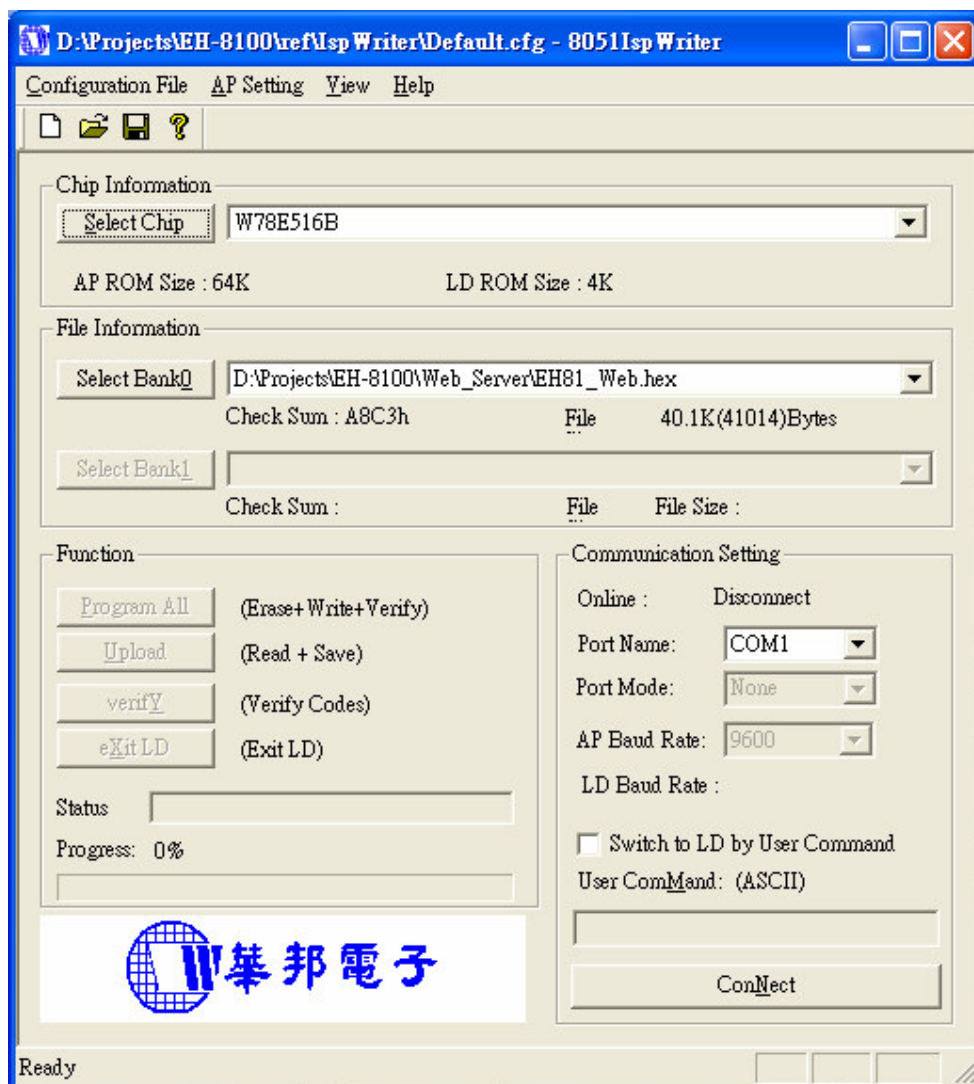 D:\Projects\EH-8100\ref\IspWriter\Default.cfg - 8051IspWriter
Configuration File AP Setting View Help
Chip Information
Select Chip W78E516B
AP ROM Size : 64K LD ROM Size : 4K
File Information
Select Bank0 D:\Projects\EH-8100\Web_Server\EH81_Web.hex
Check Sum : A8C3h File 40.1K(41014)Bytes
Select Bank1
Check Sum : File File Size :
Function
Program All (Erase+Write+Verify)
Upload (Read + Save)
verifY (Verify Codes)
eXit LD (Exit LD)
Status
Progress: 0%
華邦電子
Communication Setting
Online : Disconnect
Port Name: COM1
Port Mode: None
AP Baud Rate: 9600
LD Baud Rate :
Switch to LD by User Command
User ComMand: (ASCII)
ConNect
Ready